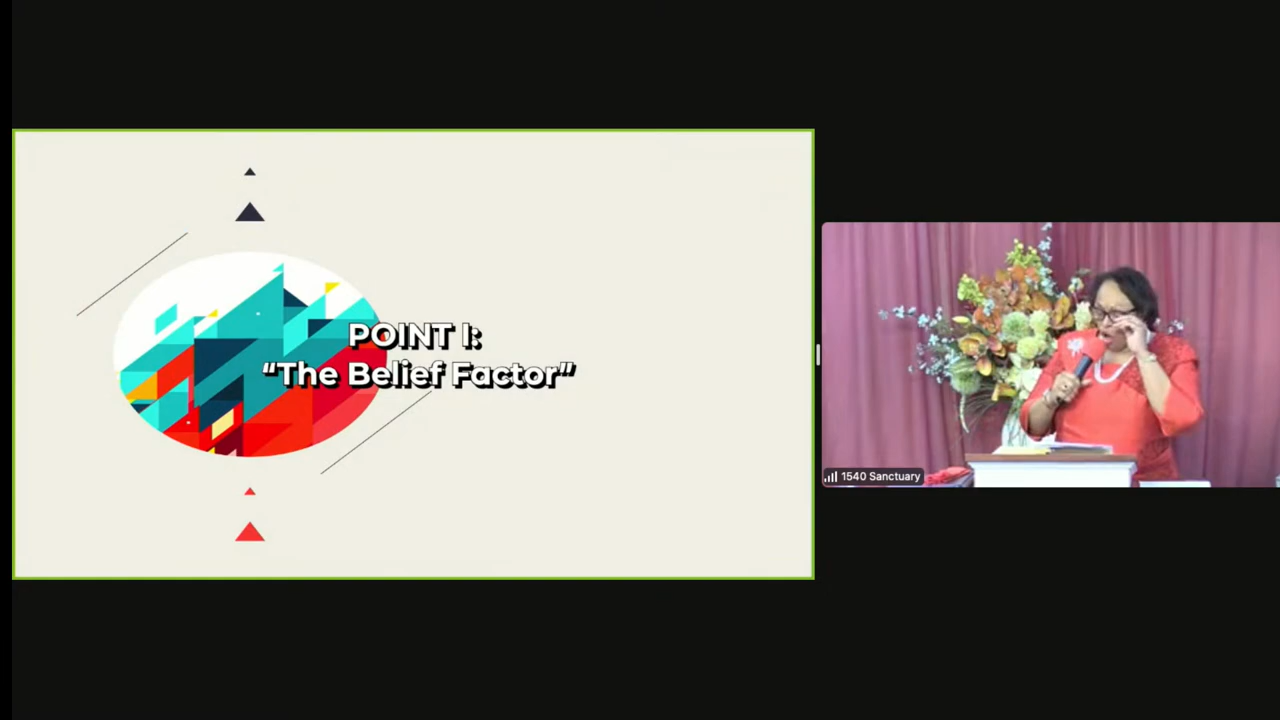 POINT I:
“The Belief Factor”
1540 Sanctuary